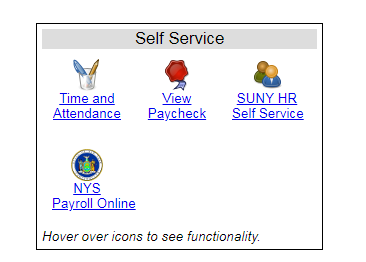 Self Service
Time and
Attendance
View
Paycheck
SUNY HR
Self Service
NYS
Payroll Online
Hover over icons to see functionality.